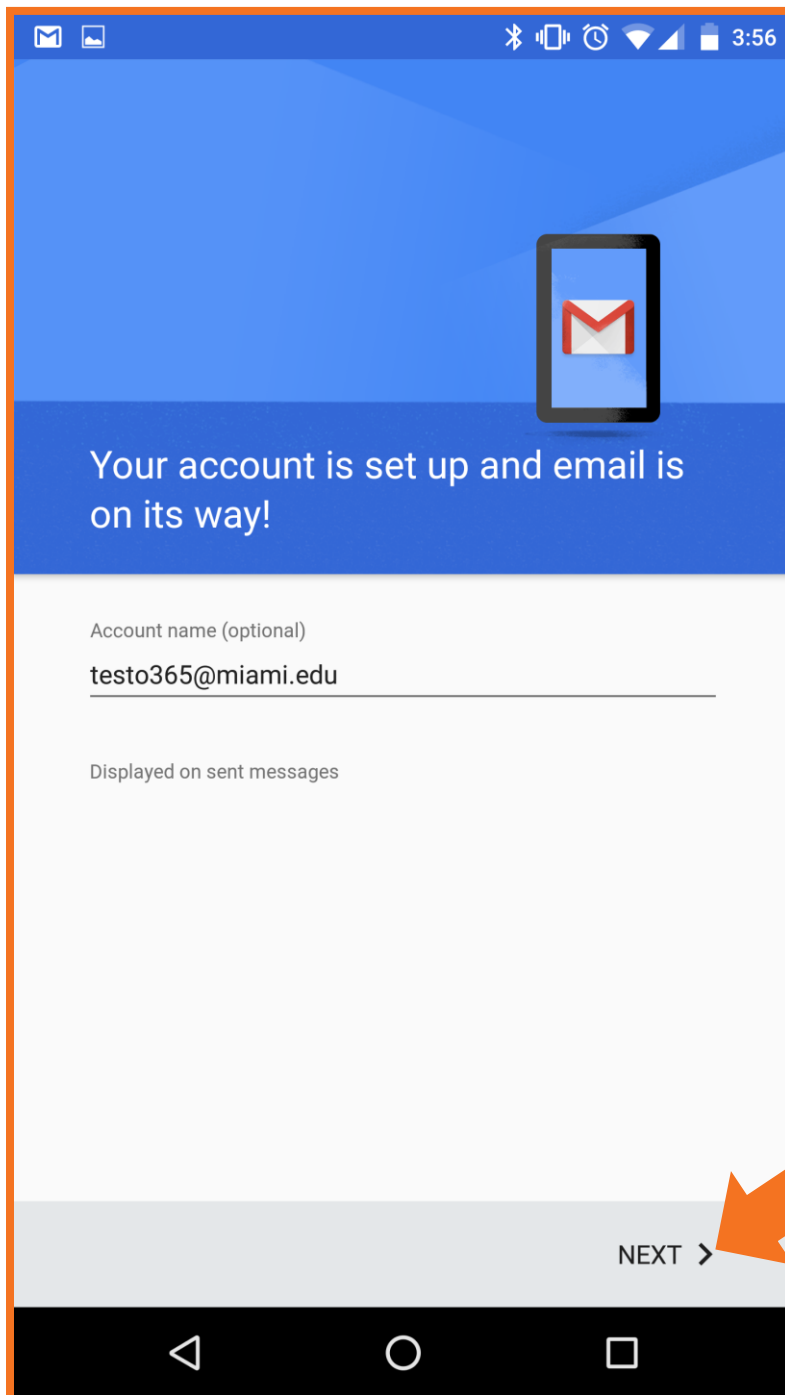 3:56
Your account is set up and email is
on its way!
Account name (optional)
testo365@miami.edu
Displayed on sent messages
NEXT